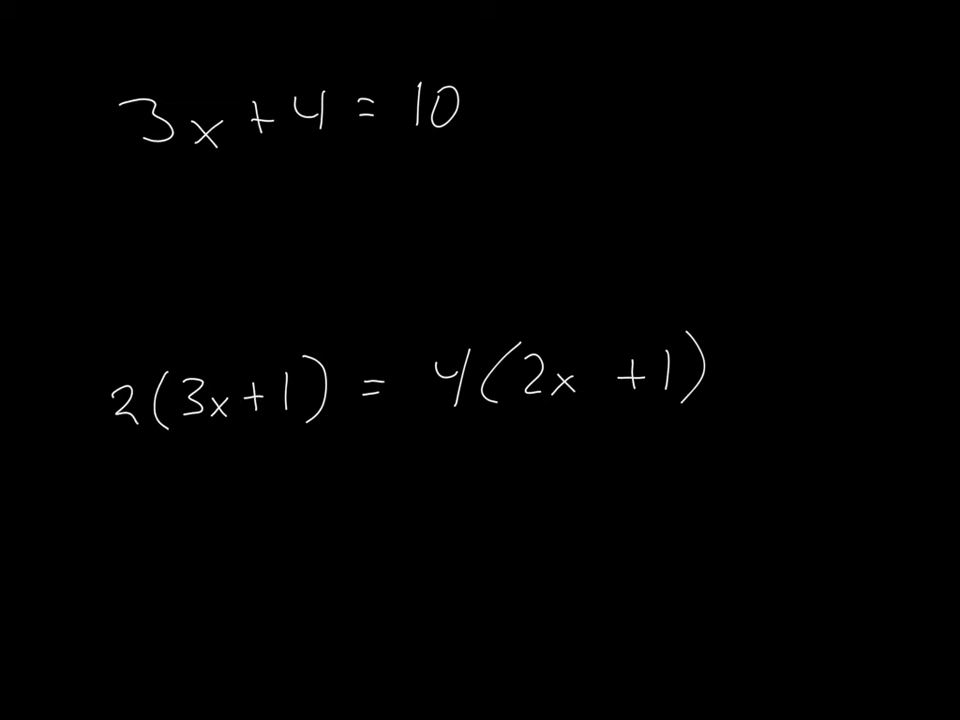 3x + 4 = 10
2(3x + 1) = 4(2x + 1)